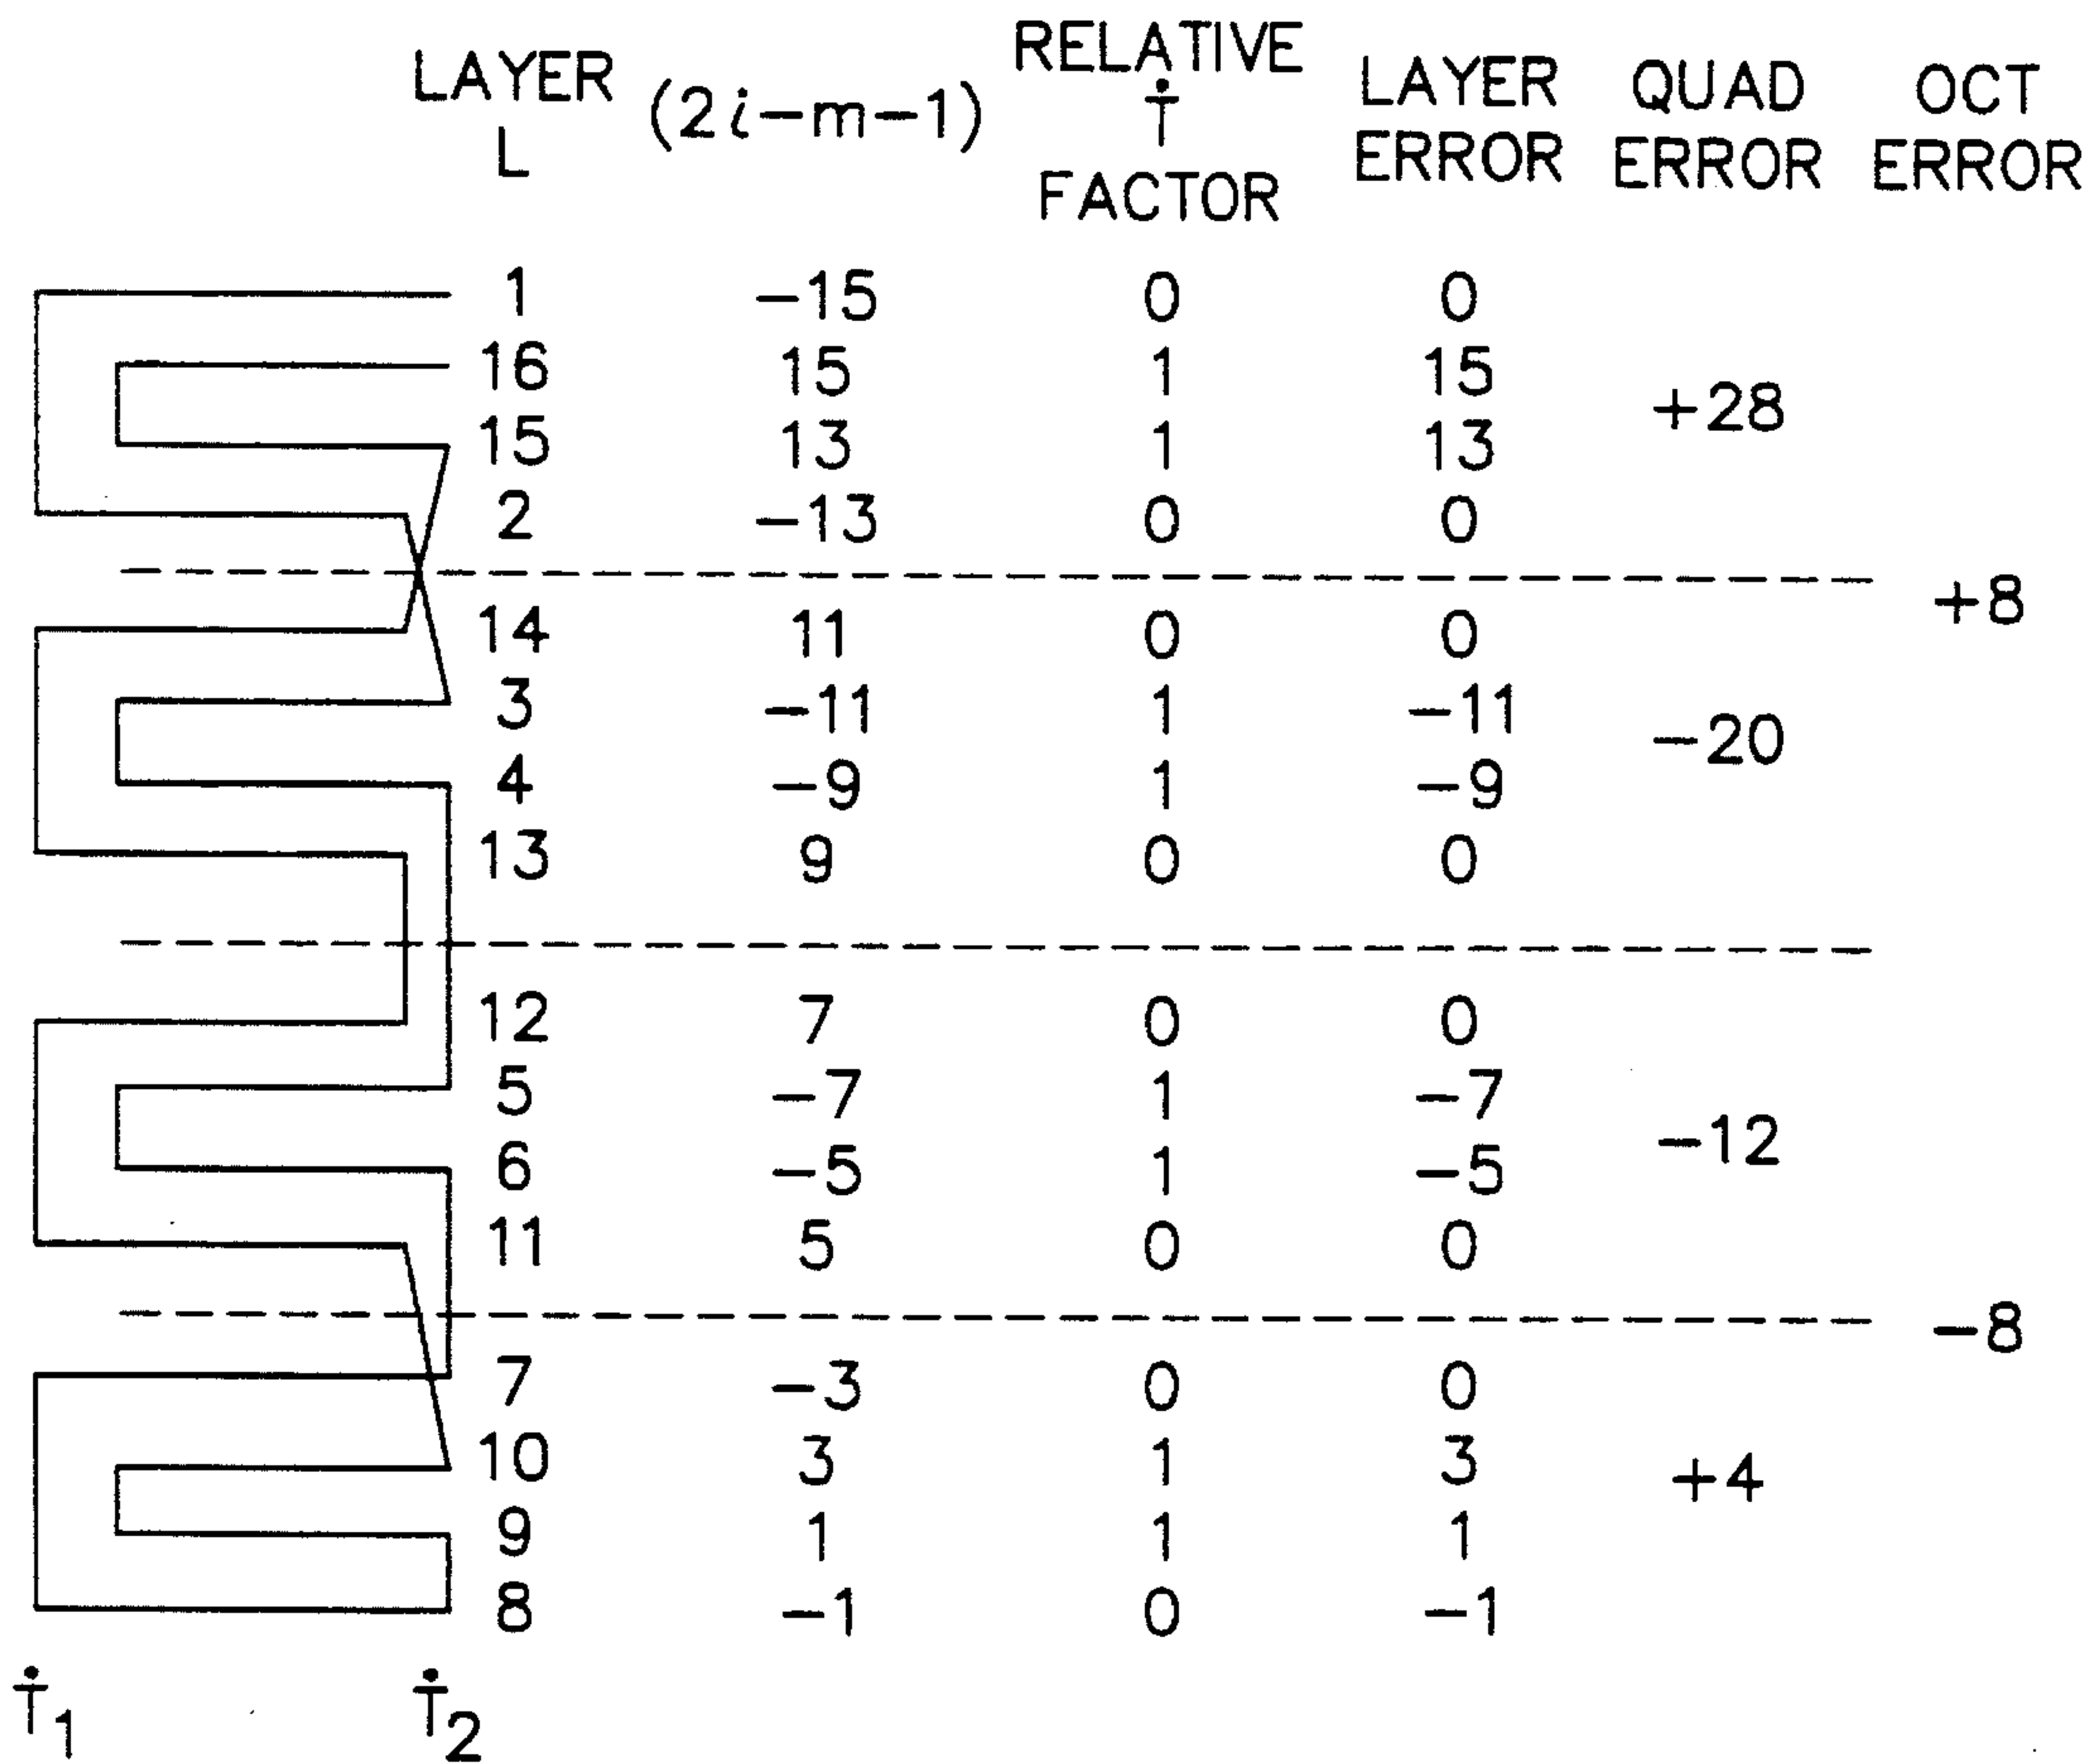 LAYER L (2i−m−1) RELATIVE Ṫ FACTOR LAYER ERROR QUAD ERROR OCT ERROR
1 −15 0 0
16 15 1 15
+28
15 13 1 13
2 −13 0 0
+8
14 11 0 0
3 −11 1 −11
−20
4 −9 1 −9
13 9 0 0
12 7 0 0
5 −7 1 −7
−12
6 −5 1 −5
11 5 0 0
−8
7 −3 0 0
10 3 1 3
+4
9 1 1 1
8 −1 0 −1
Ṫ1 Ṫ2